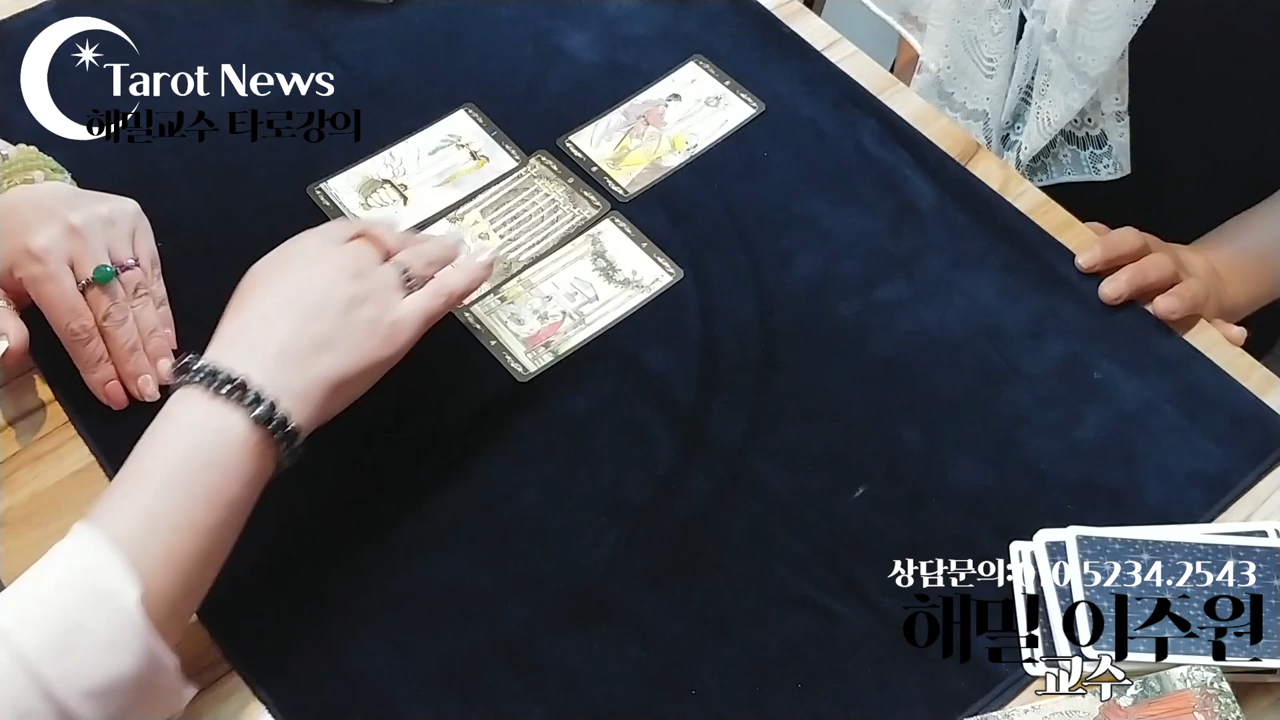 Tarot News
해밀교수 타로강의
상담문의:010.5234.2543
해밀 이주원
교수